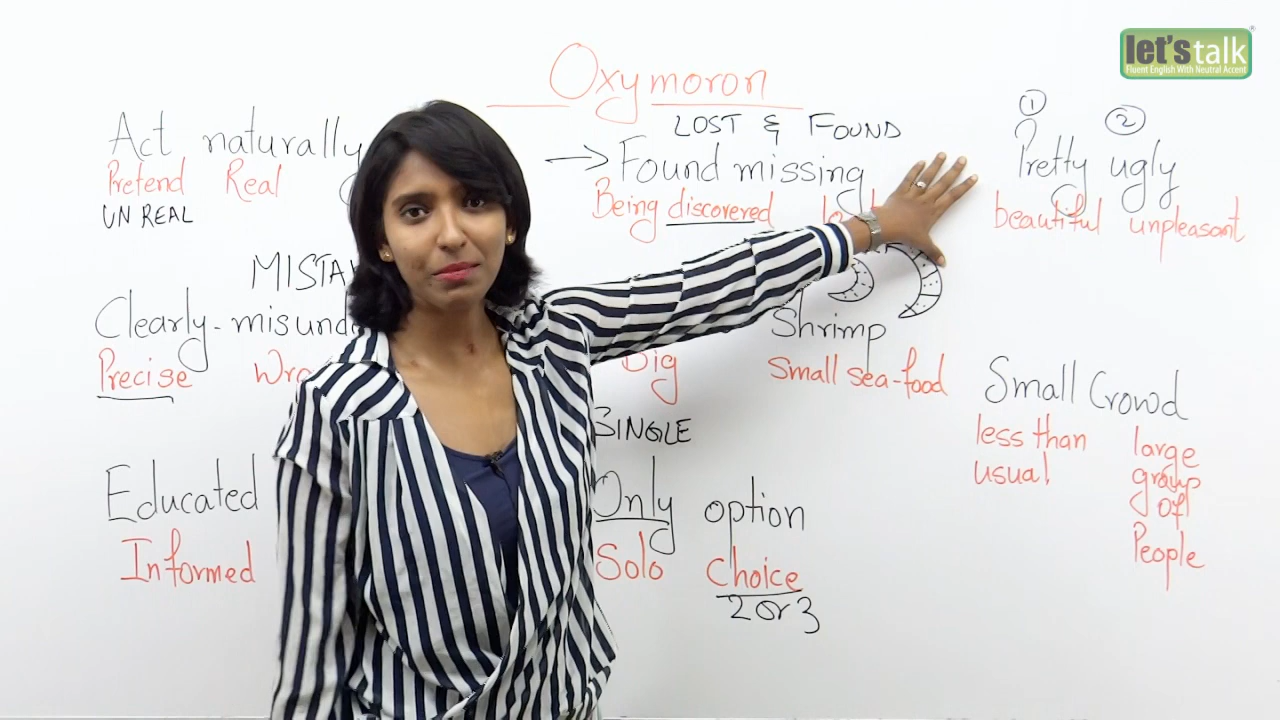 let's talk
Fluent English With Neutral Accent
Oxymoron
LOST & FOUND
① ②
Act naturally
Pretend Real
UN REAL
→ Found missing
Being discovered
Pretty ugly
beautiful unpleasant
Clearly-
Precise
Shrimp
Big Small sea-food
Small Crowd
less than
usual
large
group
of
People
SINGLE
Educated
Informed
Only option
Solo Choice
2 or 3